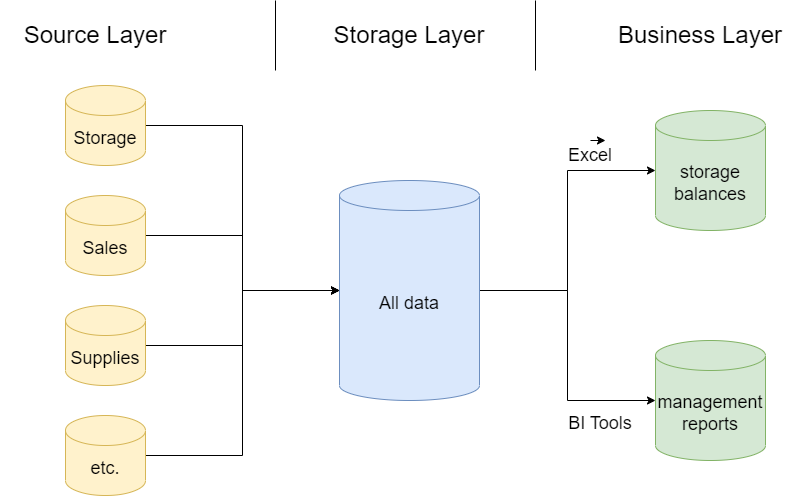 Source Layer
Storage Layer
Business Layer
Storage
Sales
Supplies
etc.
All data
Excel
storage
balances
BI Tools
management
reports